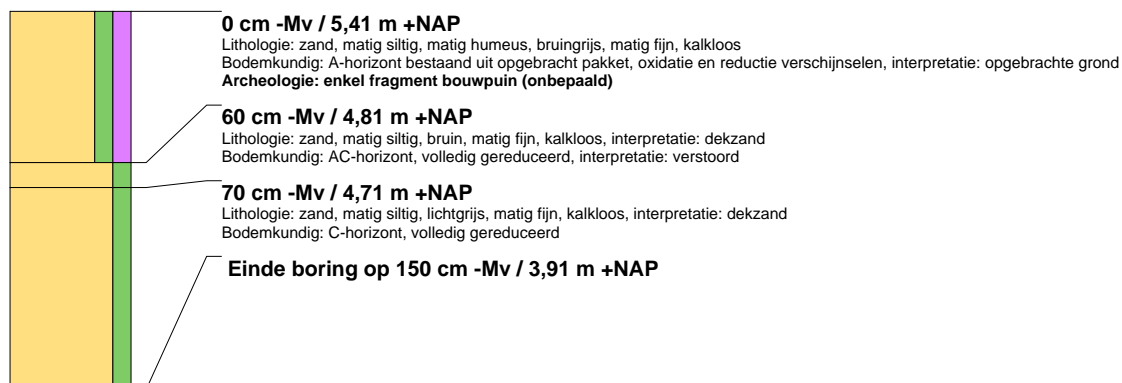 0 cm -Mv / 5,41 m +NAP
Lithologie: zand, matig siltig, matig humeus, bruingrijs, matig fijn, kalkloos
Bodemkundig: A-horizont bestaand uit opgebracht pakket, oxidatie en reductie verschijnselen, interpretatie: opgebrachte grond
Archeologie: enkel fragment bouwpuin (onbepaald)
60 cm -Mv / 4,81 m +NAP
Lithologie: zand, matig siltig, bruin, matig fijn, kalkloos, interpretatie: dekzand
Bodemkundig: AC-horizont, volledig gereduceerd, interpretatie: verstoord
70 cm -Mv / 4,71 m +NAP
Lithologie: zand, matig siltig, lichtgrijs, matig fijn, kalkloos, interpretatie: dekzand
Bodemkundig: C-horizont, volledig gereduceerd
Einde boring op 150 cm -Mv / 3,91 m +NAP